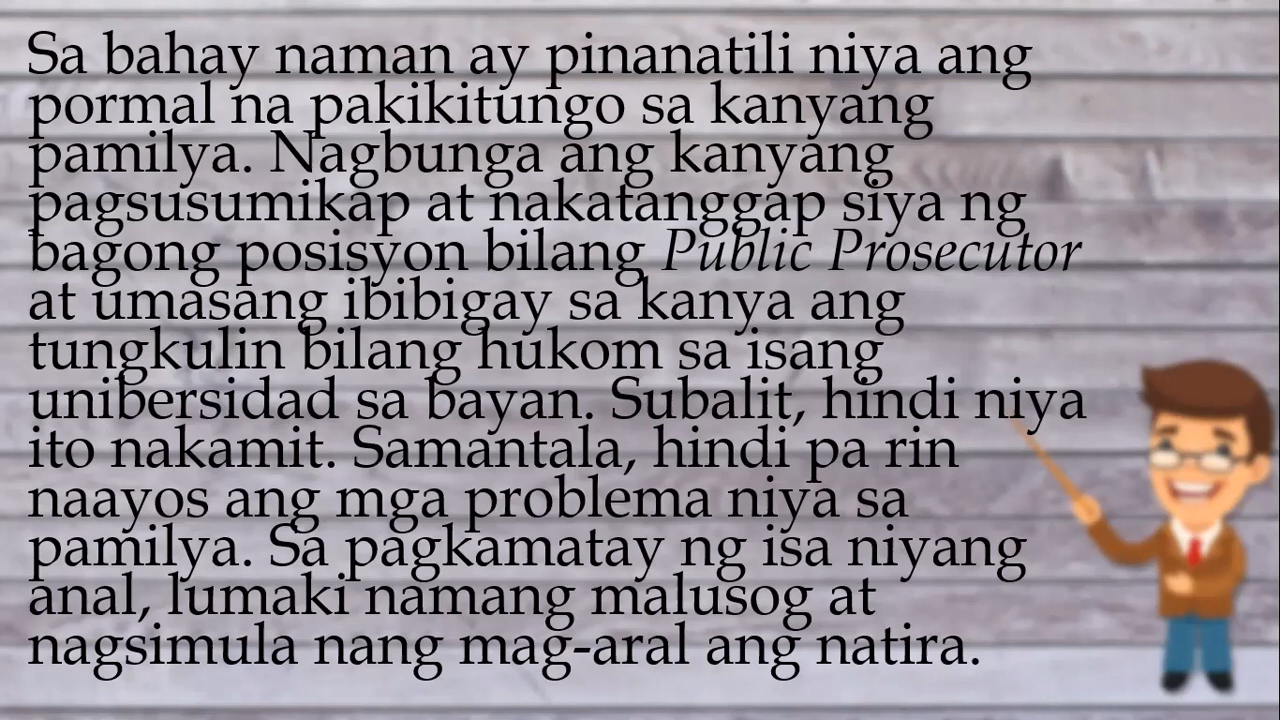 Sa bahay naman ay pinanatili niya ang
pormal na pakikitungo sa kanyang
pamilya. Nagbunga ang kanyang
pagsusumikap at nakatanggap siya ng
bagong posisyon bilang Public Prosecutor
at umasang ibibigay sa kanya ang
tungkulin bilang hukom sa isang
unibersidad sa bayan. Subalit, hindi niya
ito nakamit. Samantala, hindi pa rin
naayos ang mga problema niya sa
pamilya. Sa pagkamatay ng isa niyang
anal, lumaki namang malusog at
nagsimula nang mag-aral ang natira.